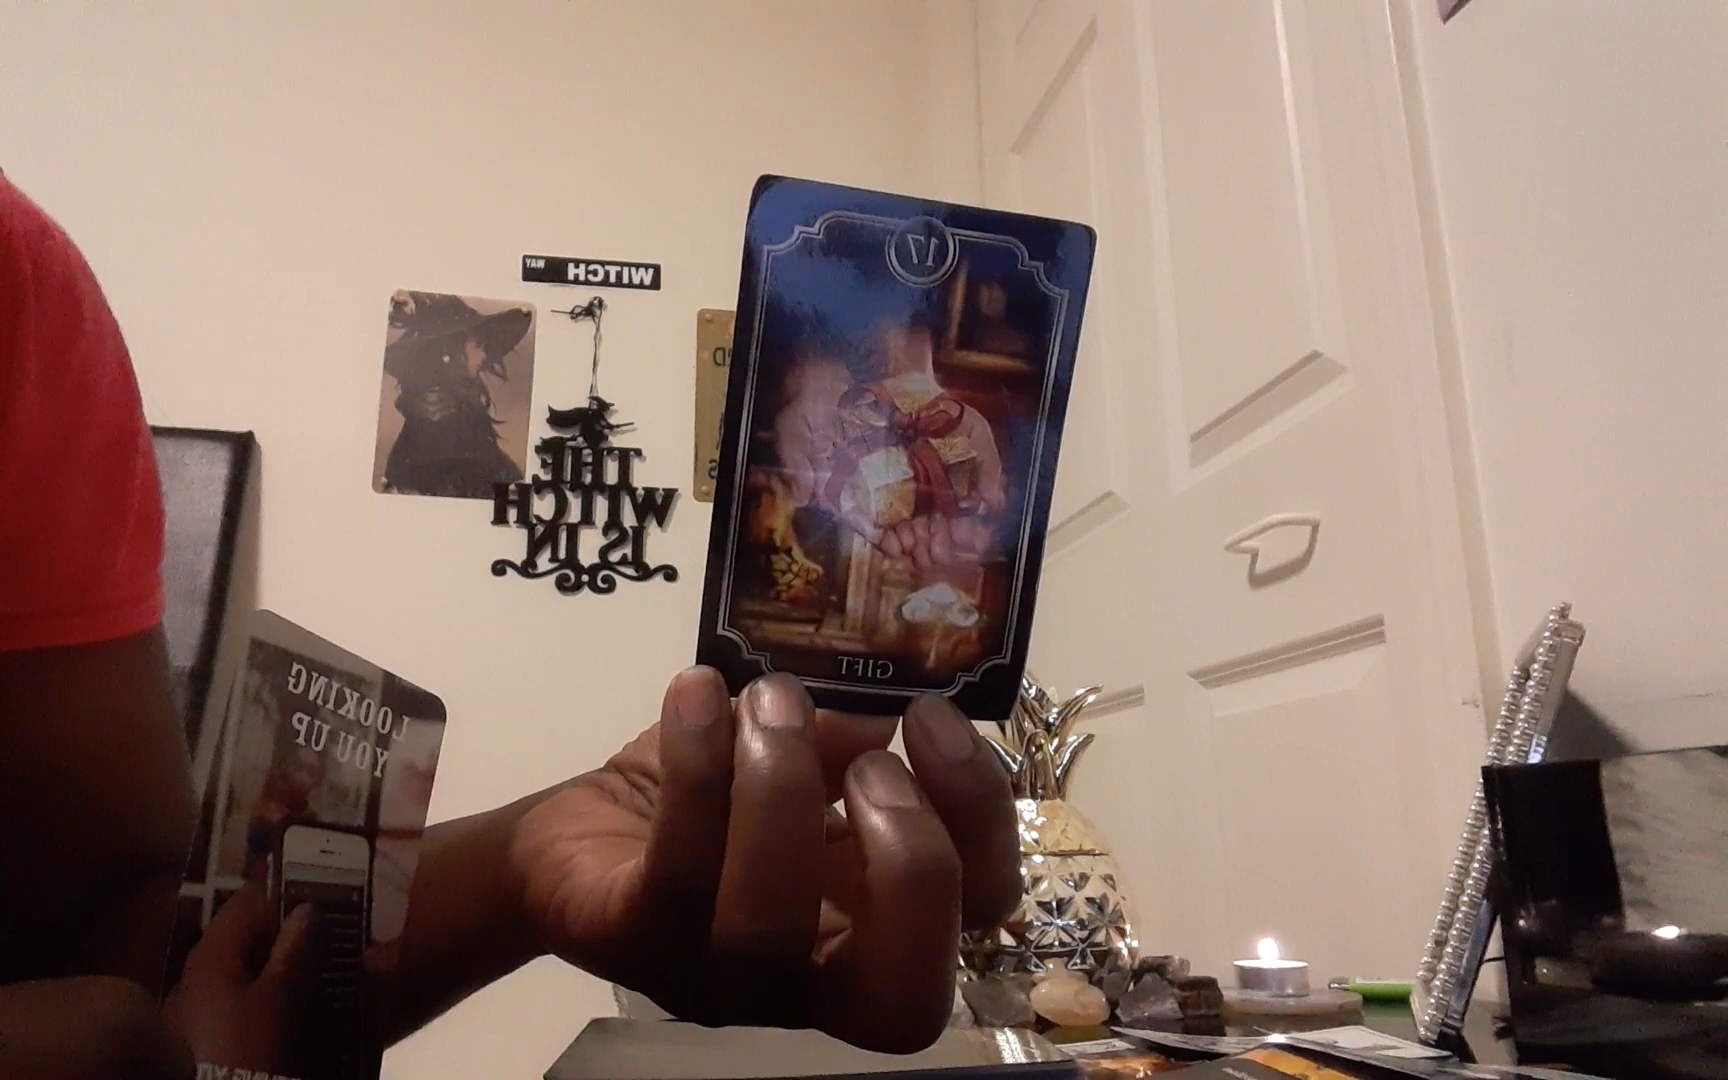 WITCH WAY
THE
WITCH
IS IN
17
GIFT
LOOKING
YOU UP